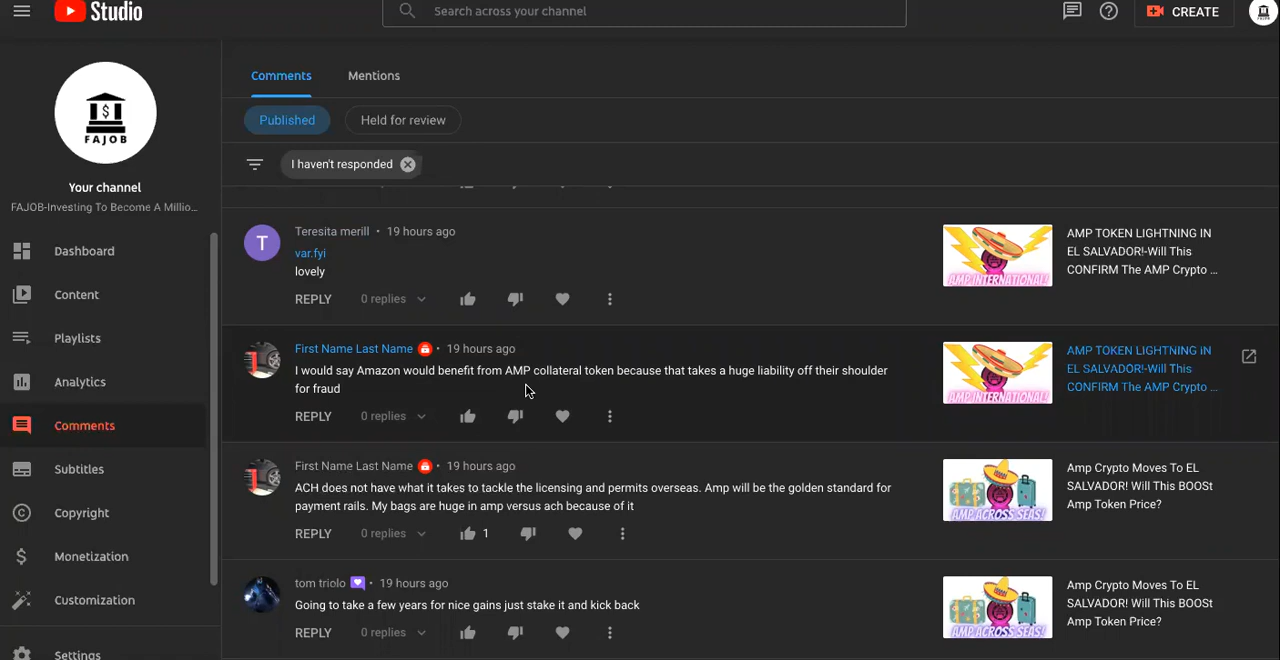 Studio
Search across your channel
CREATE
$
FAJOB
Your channel
FAJOB-Investing To Become A Millio...
Dashboard
Content
Playlists
Analytics
Comments
Subtitles
Copyright
Monetization
Customization
Settings
Comments
Mentions
Published
Held for review
I haven't responded
T
Teresita merill • 19 hours ago
var.fyi
lovely
REPLY 0 replies
AMP INTERNATIONAL!
AMP TOKEN LIGHTNING IN
EL SALVADOR!-Will This
CONFIRM The AMP Crypto ...
First Name Last Name • 19 hours ago
I would say Amazon would benefit from AMP collateral token because that takes a huge liability off their shoulder
for fraud
REPLY 0 replies
AMP INTERNATIONAL!
AMP TOKEN LIGHTNING IN
EL SALVADOR!-Will This
CONFIRM The AMP Crypto ...
First Name Last Name • 19 hours ago
ACH does not have what it takes to tackle the licensing and permits overseas. Amp will be the golden standard for
payment rails. My bags are huge in amp versus ach because of it
REPLY 0 replies 1
AMP ACROSS SEAS!
Amp Crypto Moves To EL
SALVADOR! Will This BOOSt
Amp Token Price?
tom triolo • 19 hours ago
Going to take a few years for nice gains just stake it and kick back
REPLY 0 replies
AMP ACROSS SEAS!
Amp Crypto Moves To EL
SALVADOR! Will This BOOSt
Amp Token Price?